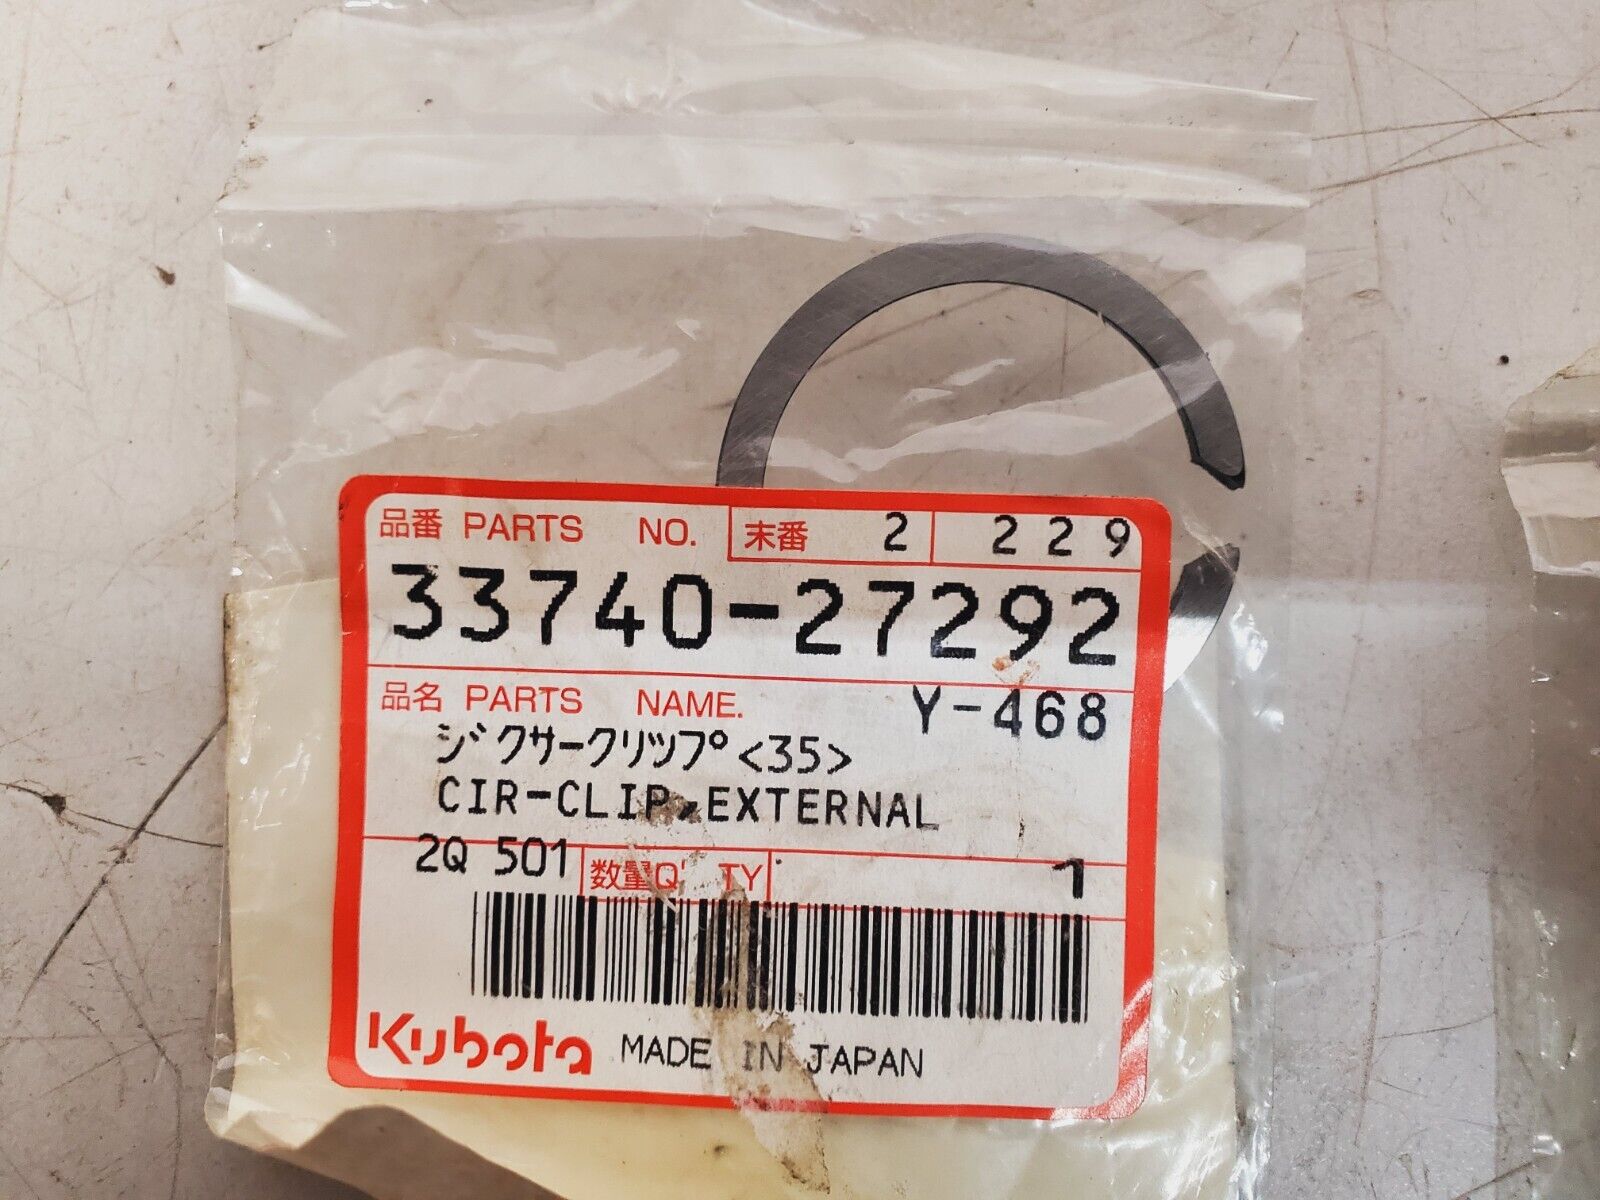 品番 PARTS NO. 末番 2 229
33740-27292
品名 PARTS NAME. Y-468
ジクサークリップ<35>
CIR-CLIP,EXTERNAL
2Q 501 数量Q'TY 1
Kubota MADE IN JAPAN